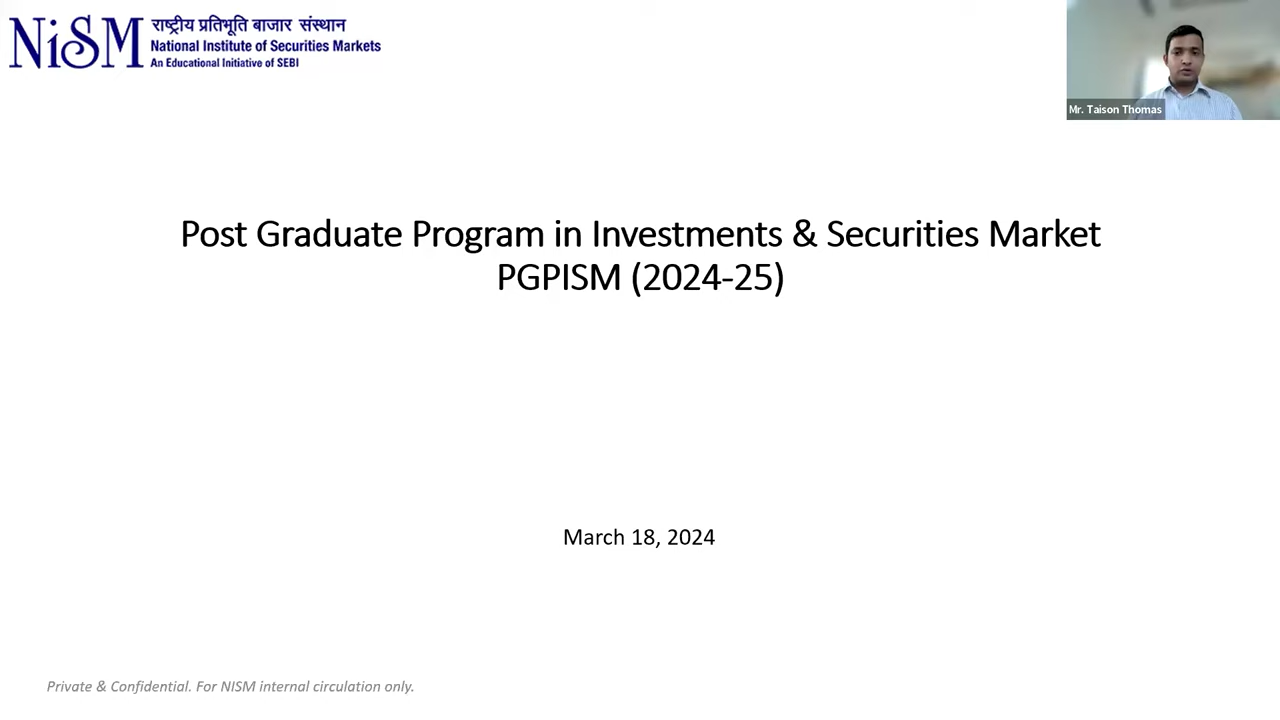 NiSM
राष्ट्रीय प्रतिभूति बाजार संस्थान
National Institute of Securities Markets
An Educational Initiative of SEBI
Mr. Taison Thomas
Post Graduate Program in Investments & Securities Market
PGPISM (2024-25)
March 18, 2024
Private & Confidential. For NISM internal circulation only.